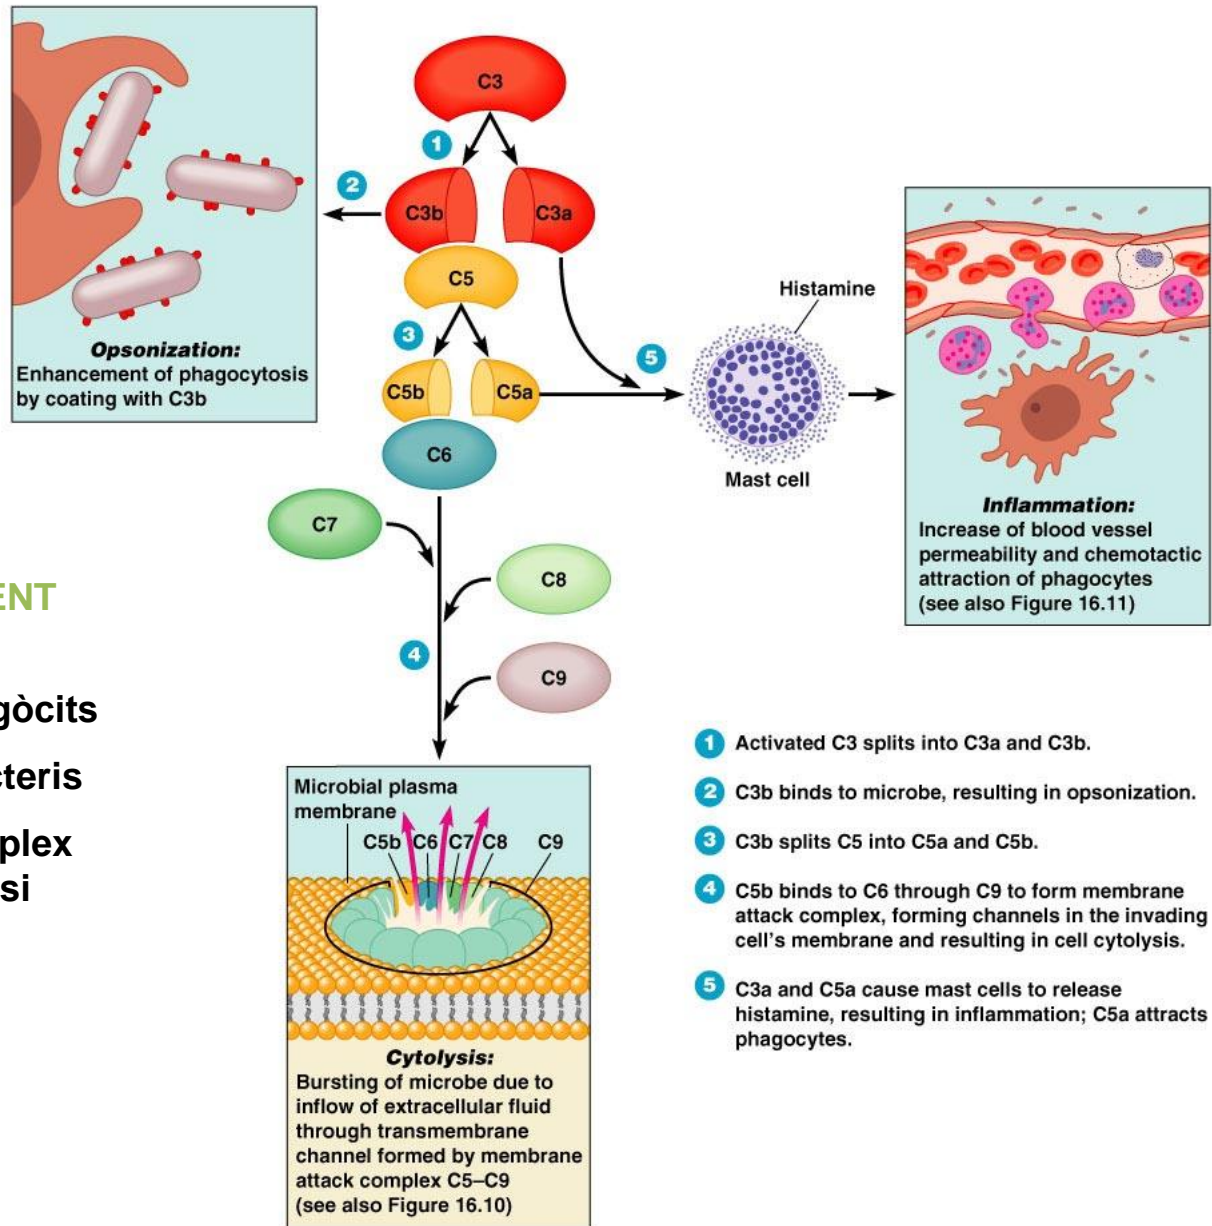 C3
1
2
C3b
C3a
C5
Histamine
Opsonization:
Enhancement of phagocytosis
by coating with C3b
3
5
C5b
C5a
C6
Mast cell
Inflammation:
Increase of blood vessel
permeability and chemotactic
attraction of phagocytes
(see also Figure 16.11)
C7
C8
4
C9
Microbial plasma
membrane
C5b C6 C7 C8 C9
Cytolysis:
Bursting of microbe due to
inflow of extracellular fluid
through transmembrane
channel formed by membrane
attack complex C5–C9
(see also Figure 16.10)
ENT
gòcits
cteris
plex
si
1 Activated C3 splits into C3a and C3b.
2 C3b binds to microbe, resulting in opsonization.
3 C3b splits C5 into C5a and C5b.
4 C5b binds to C6 through C9 to form membrane
attack complex, forming channels in the invading
cell's membrane and resulting in cell cytolysis.
5 C3a and C5a cause mast cells to release
histamine, resulting in inflammation; C5a attracts
phagocytes.